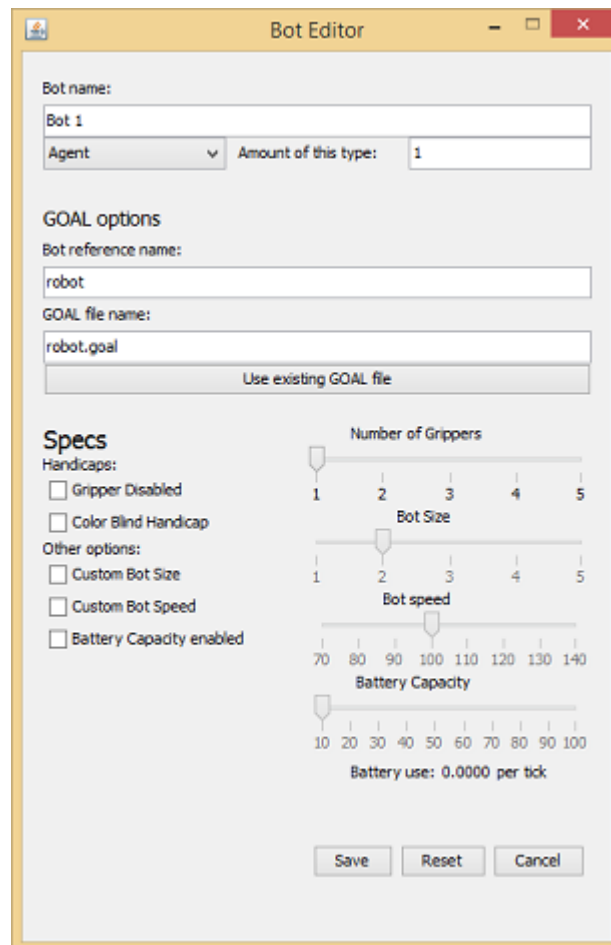 Bot Editor
Bot name:
Bot 1
Agent Amount of this type: 1
GOAL options
Bot reference name:
robot
GOAL file name:
robot.goal
Use existing GOAL file
Specs
Handicaps:
Gripper Disabled
Color Blind Handicap
Other options:
Custom Bot Size
Custom Bot Speed
Battery Capacity enabled
Number of Grippers
1 2 3 4 5
Bot Size
1 2 3 4 5
Bot speed
70 80 90 100 110 120 130 140
Battery Capacity
10 20 30 40 50 60 70 80 90 100
Battery use: 0.0000 per tick
Save Reset Cancel